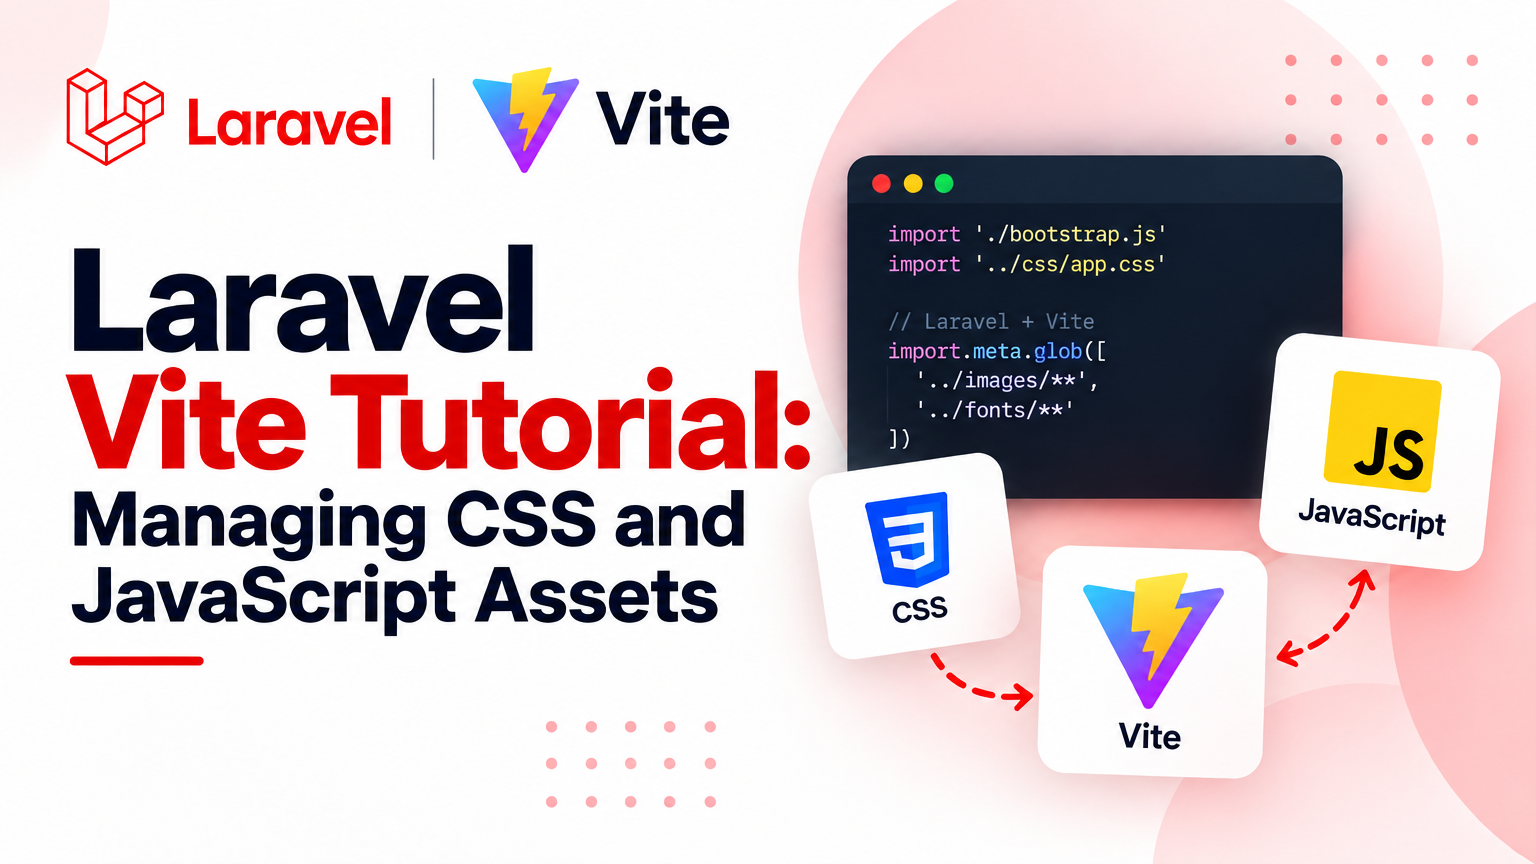 Laravel
Vite
Laravel
Vite Tutorial:
Managing CSS and
JavaScript Assets
import './bootstrap.js'
import '../css/app.css'
// Laravel + Vite
import.meta.glob([
'../images/**',
'../fonts/**'
])
JS
JavaScript
CSS
Vite